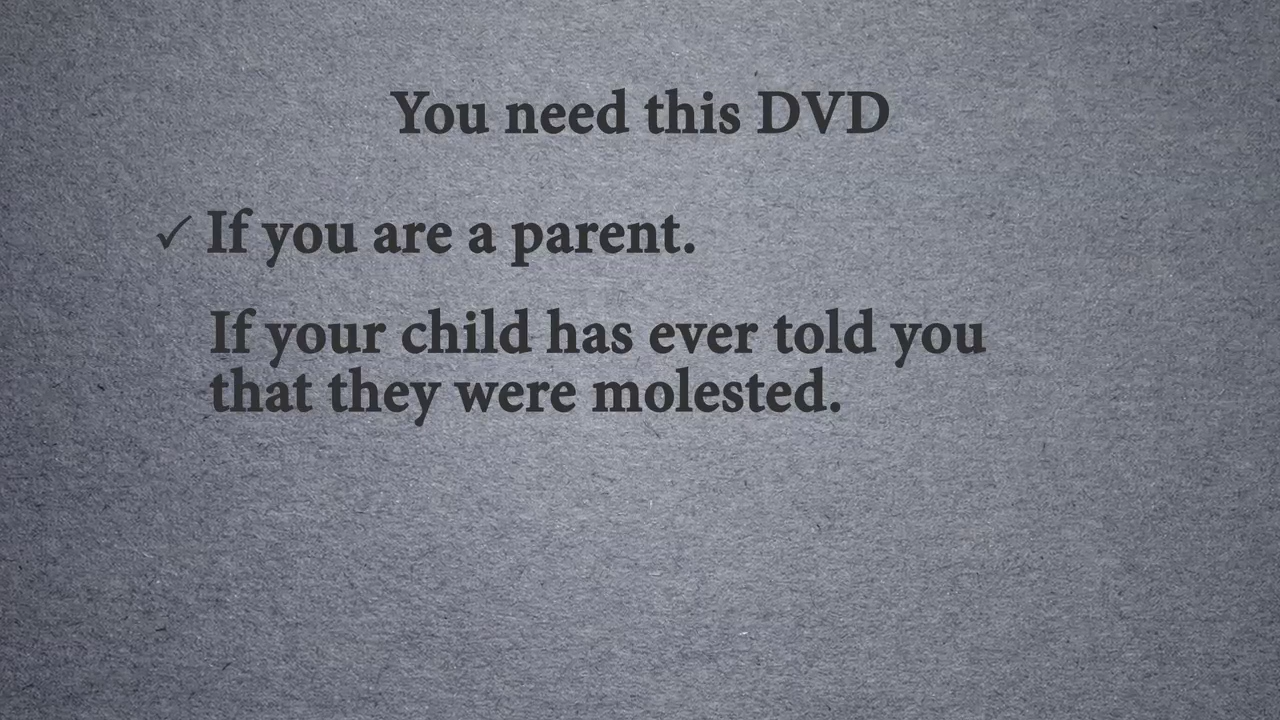 You need this DVD
✓ If you are a parent.
If your child has ever told you
that they were molested.